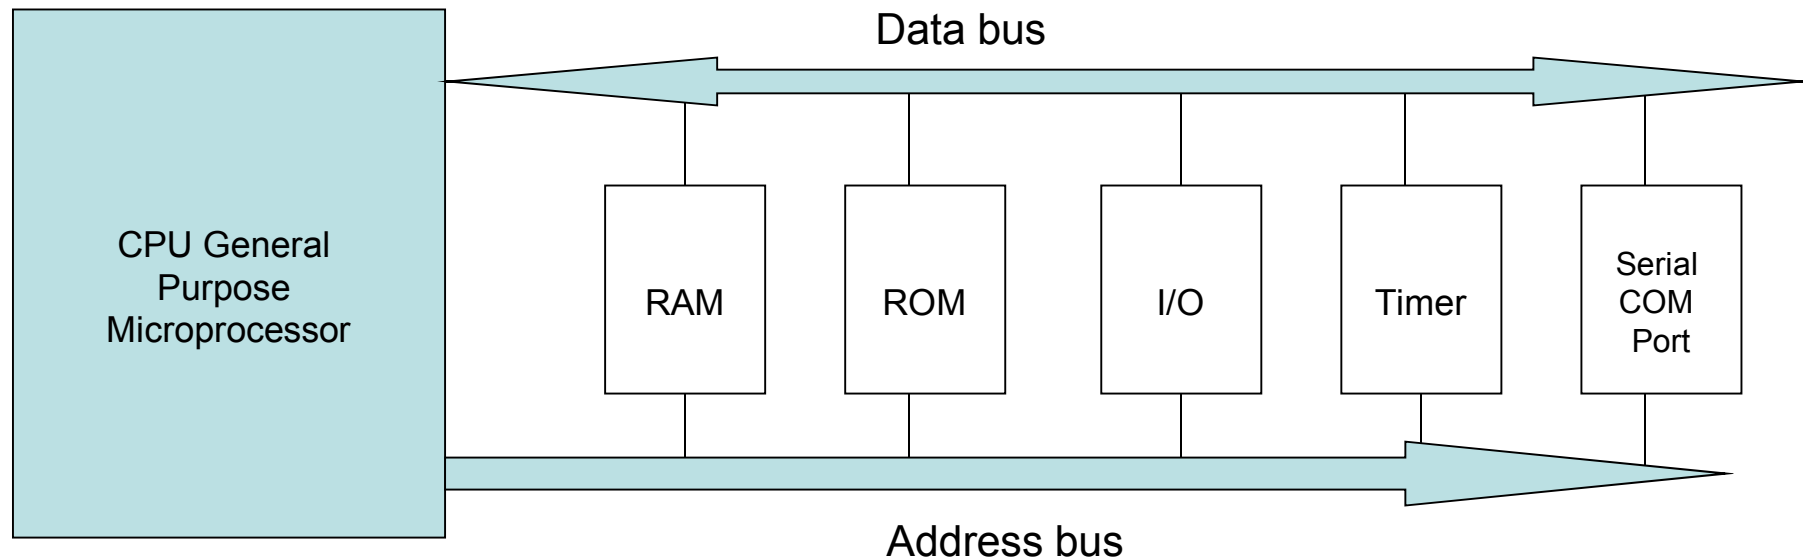 Data bus
CPU General
Purpose
Microprocessor
RAM
ROM
I/O
Timer
Serial
COM
Port
Address bus